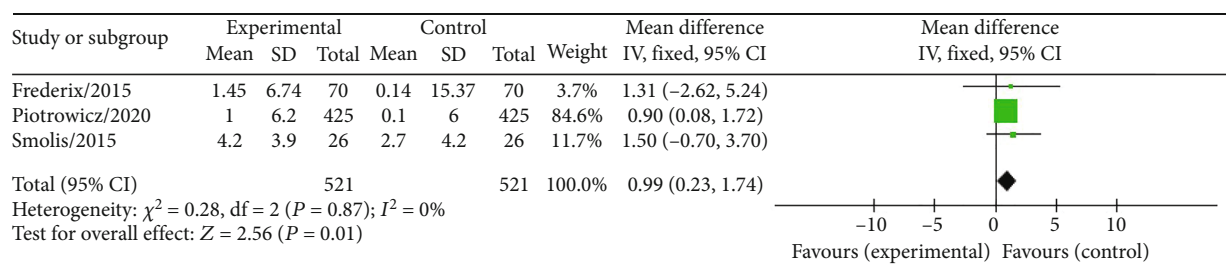 Study or subgroup Experimental Control Weight Mean difference IV, fixed, 95% CI Mean difference IV, fixed, 95% CI
Mean SD Total Mean SD Total
Frederix/2015 1.45 6.74 70 0.14 15.37 70 3.7% 1.31 (–2.62, 5.24)
Piotrowicz/2020 1 6.2 425 0.1 6 425 84.6% 0.90 (0.08, 1.72)
Smolis/2015 4.2 3.9 26 2.7 4.2 26 11.7% 1.50 (–0.70, 3.70)
Total (95% CI) 521 521 100.0% 0.99 (0.23, 1.74)
Heterogeneity: χ² = 0.28, df = 2 (P = 0.87); I² = 0%
Test for overall effect: Z = 2.56 (P = 0.01)
–10 –5 0 5 10
Favours (experimental) Favours (control)